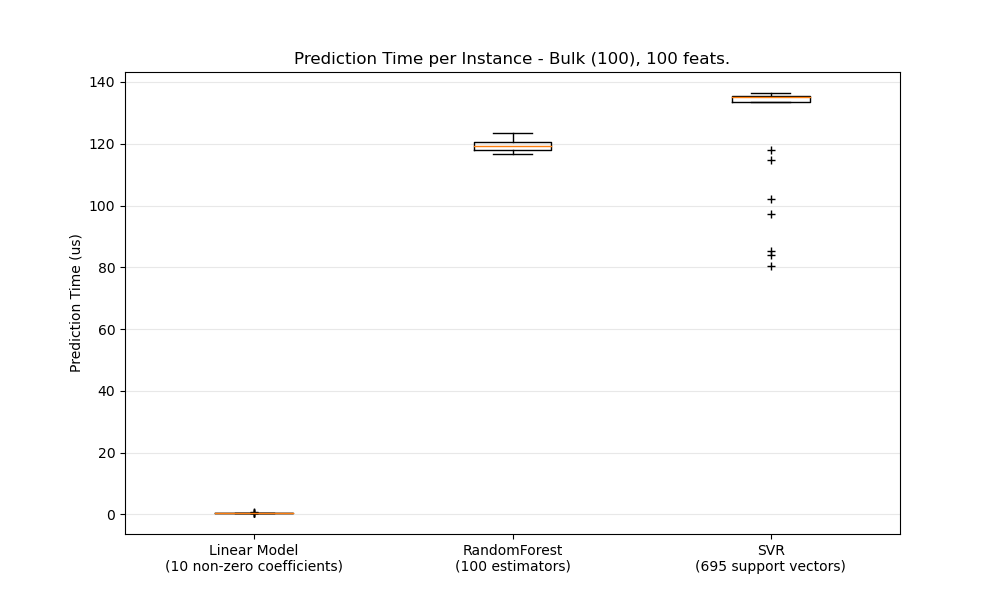 Prediction Time per Instance - Bulk (100), 100 feats.
140
120
100
80
60
40
20
0
Prediction Time (us)
Linear Model
(10 non-zero coefficients)
RandomForest
(100 estimators)
SVR
(695 support vectors)